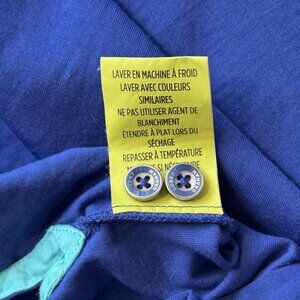 LAVER EN MACHINE À FROID
LAVER AVEC COULEURS
SIMILAIRES
NE PAS UTILISER AGENT DE
BLANCHIMENT
ÉTENDRE À PLAT LORS DU
SÉCHAGE
REPASSER À TEMPÉRATURE
SI